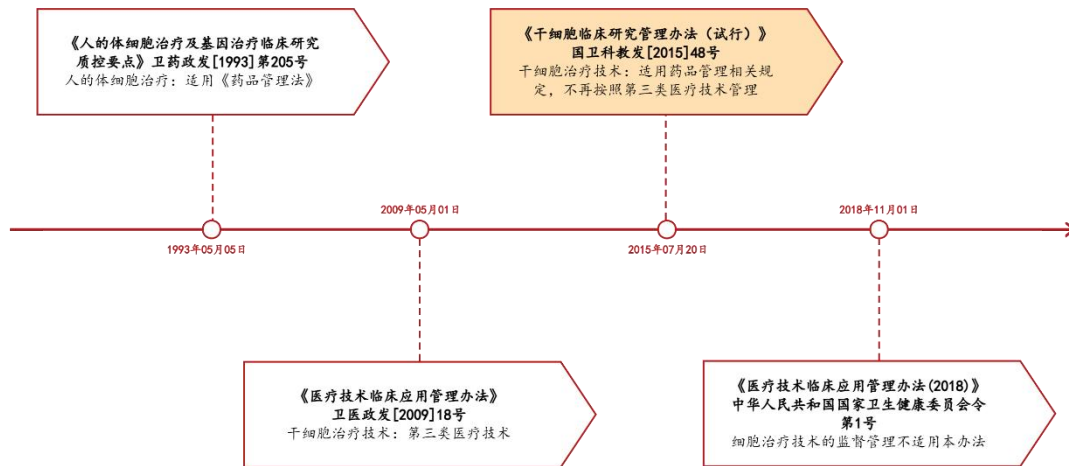 《人的体细胞治疗及基因治疗临床研究
质控要点》卫药政发[1993]第205号
人的体细胞治疗：适用《药品管理法》
《干细胞临床研究管理办法（试行）》
国卫科教发[2015]48号
干细胞治疗技术：适用药品管理相关规
定，不再按照第三类医疗技术管理
2009年05月01日
2018年11月01日
1993年05月05日
2015年07月20日
《医疗技术临床应用管理办法》
卫医政发[2009]18号
干细胞治疗技术：第三类医疗技术
《医疗技术临床应用管理办法(2018)》
中华人民共和国国家卫生健康委员会令
第1号
细胞治疗技术的监督管理不适用本办法